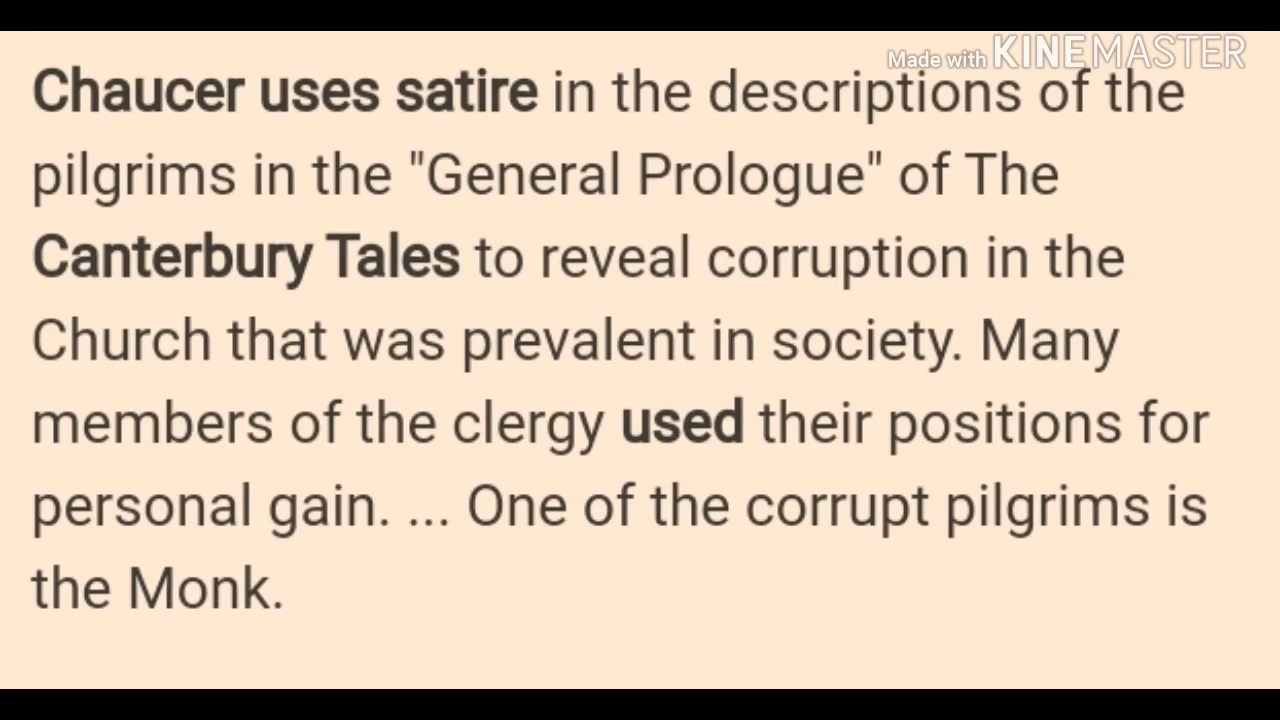 Made with KINEMASTER
Chaucer uses satire in the descriptions of the
pilgrims in the "General Prologue" of The
Canterbury Tales to reveal corruption in the
Church that was prevalent in society. Many
members of the clergy used their positions for
personal gain. ... One of the corrupt pilgrims is
the Monk.